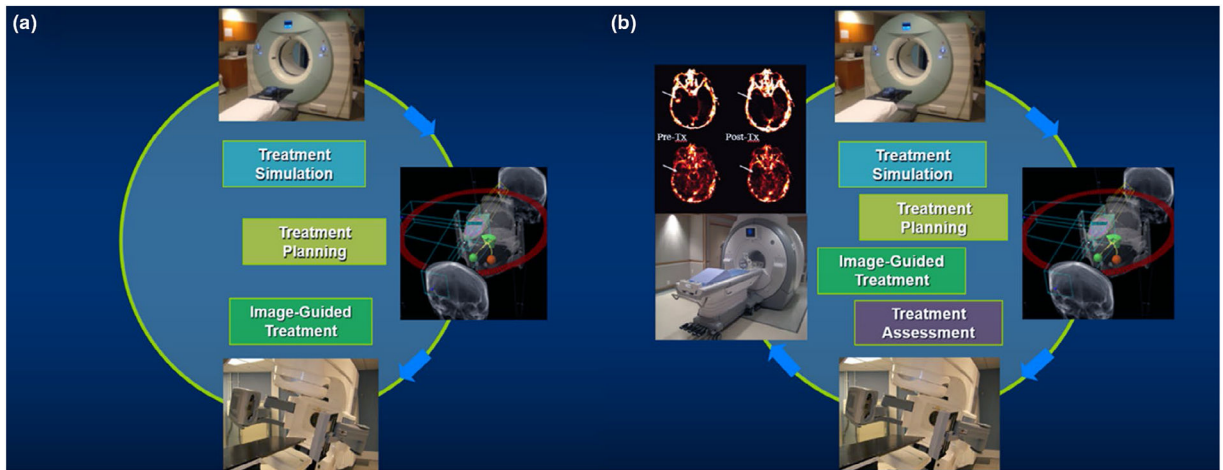 (a)
Treatment
Simulation
Treatment
Planning
Image-Guided
Treatment
(b)
Pre-Tx
Post-Tx
Treatment
Simulation
Treatment
Planning
Image-Guided
Treatment
Treatment
Assessment